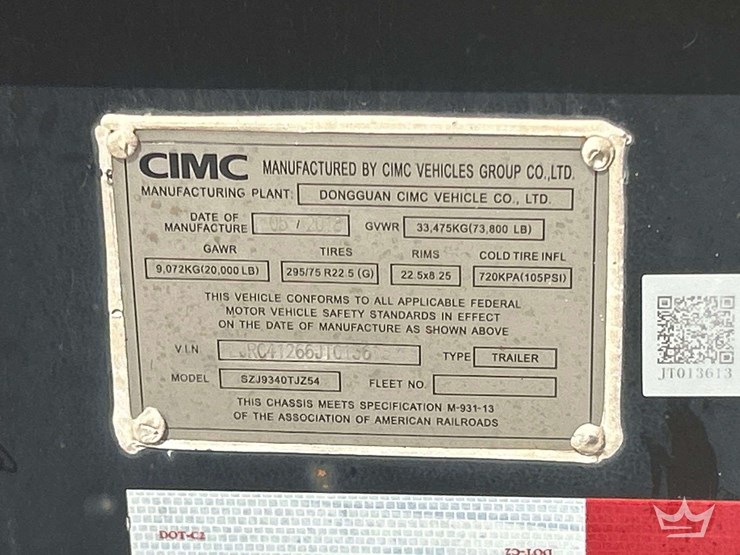 CIMC MANUFACTURED BY CIMC VEHICLES GROUP CO.,LTD.
MANUFACTURING PLANT: DONGGUAN CIMC VEHICLE CO., LTD.
DATE OF MANUFACTURE GVWR 33,475KG(73,800 LB)
GAWR TIRES RIMS COLD TIRE INFL
9,072KG(20,000 LB) 295/75 R22.5 (G) 22.5x8.25 720KPA(105PSI)
THIS VEHICLE CONFORMS TO ALL APPLICABLE FEDERAL
MOTOR VEHICLE SAFETY STANDARDS IN EFFECT
ON THE DATE OF MANUFACTURE AS SHOWN ABOVE
V.I.N TYPE TRAILER
MODEL SZJ9340TJZ54 FLEET NO.
THIS CHASSIS MEETS SPECIFICATION M-931-13
OF THE ASSOCIATION OF AMERICAN RAILROADS
JT013613
DOT-C2
DOT-C2